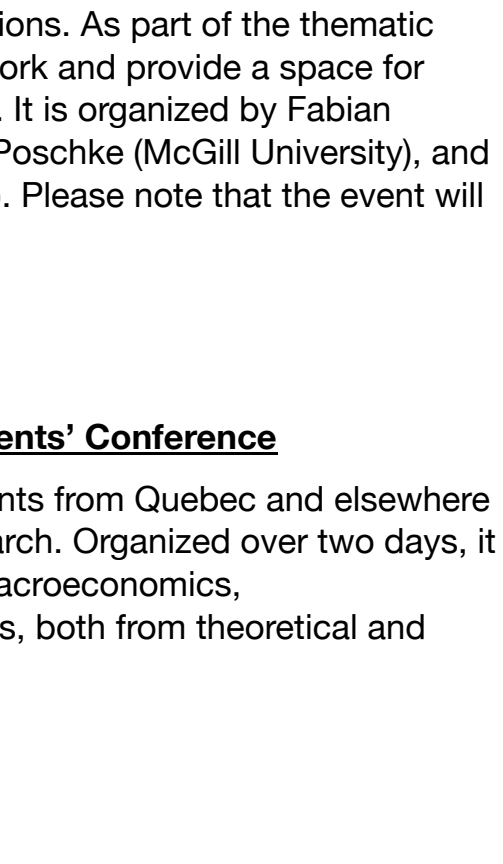 ions. As part of the thematic
ork and provide a space for
. It is organized by Fabian
Poschke (McGill University), and
. Please note that the event will
ents’ Conference
nts from Quebec and elsewhere
arch. Organized over two days, it
acroeconomics,
s, both from theoretical and